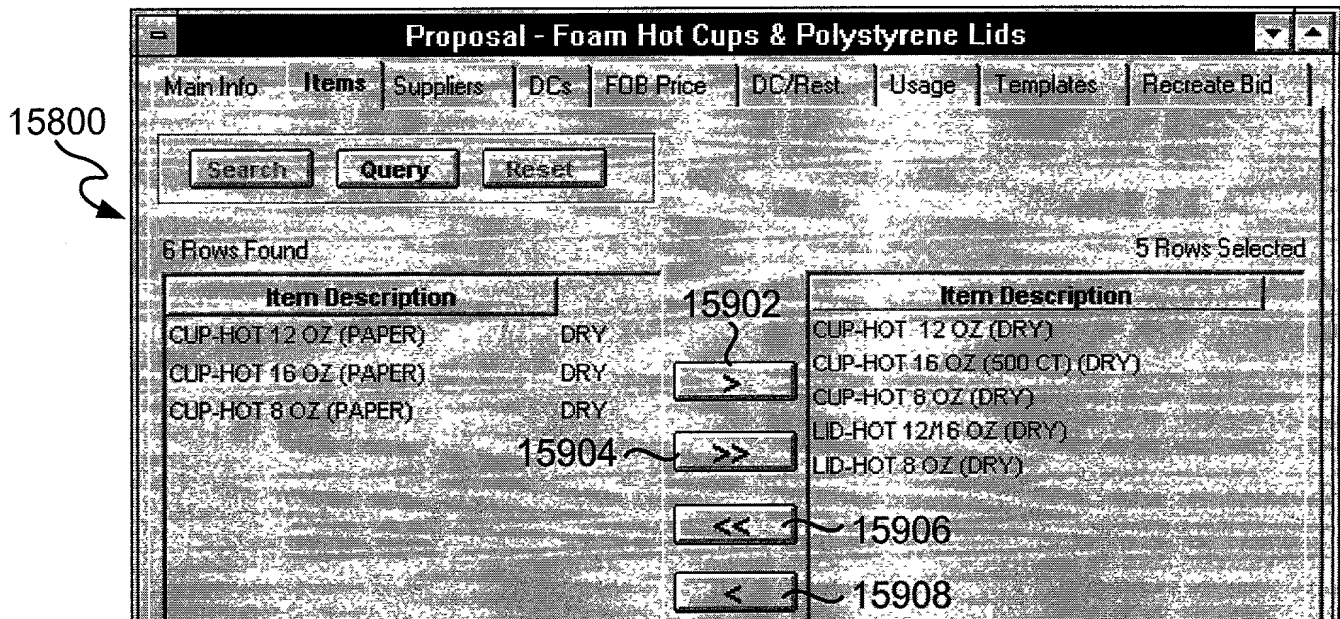 Proposal - Foam Hot Cups & Polystyrene Lids
Main Info Items Suppliers DCs FOB Price DC/Rest. Usage Templates Recreate Bid
15800
Search Query Reset
6 Rows Found 5 Rows Selected
Item Description 15902 Item Description
CUP-HOT 12 OZ (PAPER) DRY CUP-HOT 12 OZ (DRY)
CUP-HOT 16 OZ (PAPER) DRY > CUP-HOT 16 OZ (500 CT) (DRY)
CUP-HOT 8 OZ (PAPER) DRY CUP-HOT 8 OZ (DRY)
LID-HOT 12/16 OZ (DRY)
15904 >> LID-HOT 8 OZ (DRY)
<< 15906
< 15908